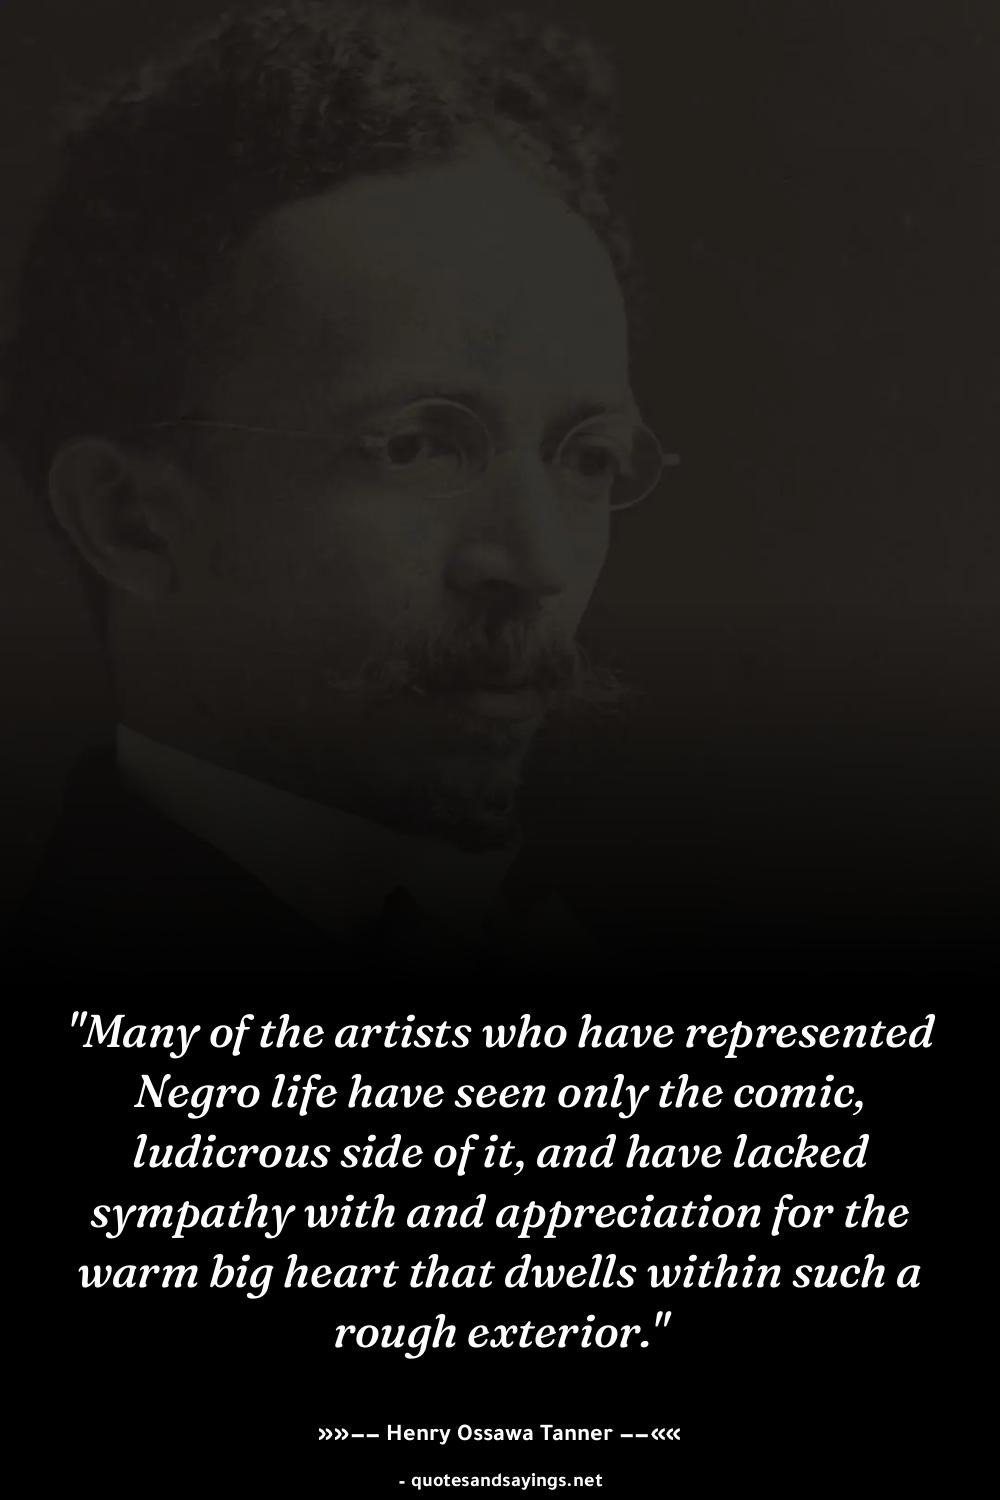 "Many of the artists who have represented
Negro life have seen only the comic,
ludicrous side of it, and have lacked
sympathy with and appreciation for the
warm big heart that dwells within such a
rough exterior."
»»–– Henry Ossawa Tanner ––««
- quotesandsayings.net